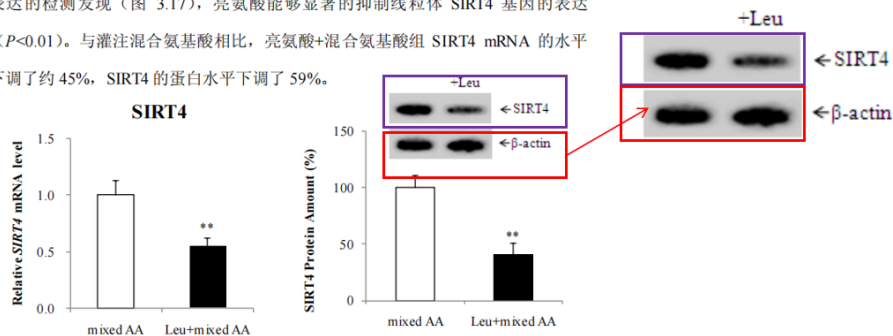 表达的检测发现（图 3.17），亮氨酸能够显著的抑制线粒体 SIRT4 基因的表达
（P<0.01）。与灌注混合氨基酸相比，亮氨酸+混合氨基酸组 SIRT4 mRNA 的水平
下调了约 45%，SIRT4 的蛋白水平下调了 59%。
SIRT4
Relative SIRT4 mRNA level
1.5
1.0
0.5
0.0
**
mixed AA Leu+mixed AA
+Leu
←SIRT4
←β-actin
SIRT4 Protein Amount (%)
150
100
50
0
**
mixed AA Leu+mixed AA
+Leu
←SIRT4
←β-actin